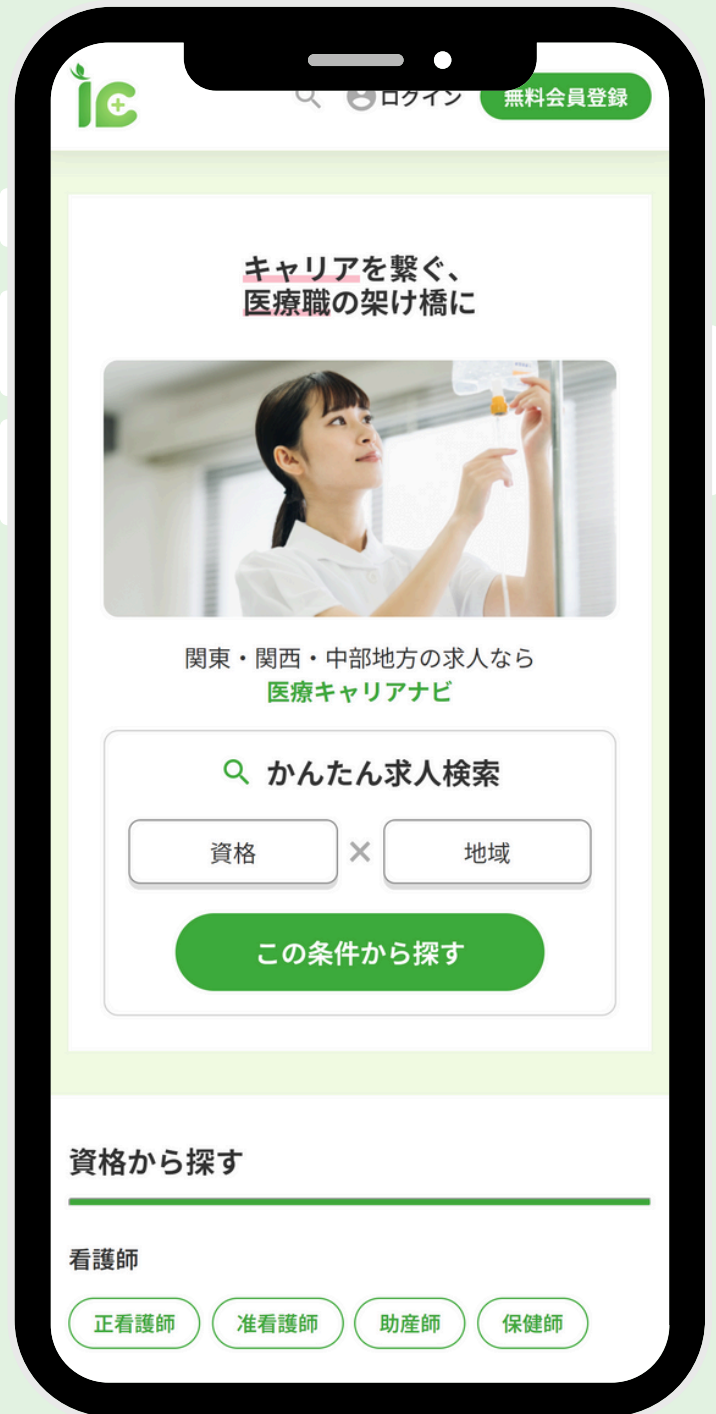 ic
ログイン
無料会員登録
キャリアを繋ぐ、
医療職の架け橋に
関東・関西・中部地方の求人なら
医療キャリアナビ
かんたん求人検索
資格 × 地域
この条件から探す
資格から探す
看護師
正看護師 准看護師 助産師 保健師